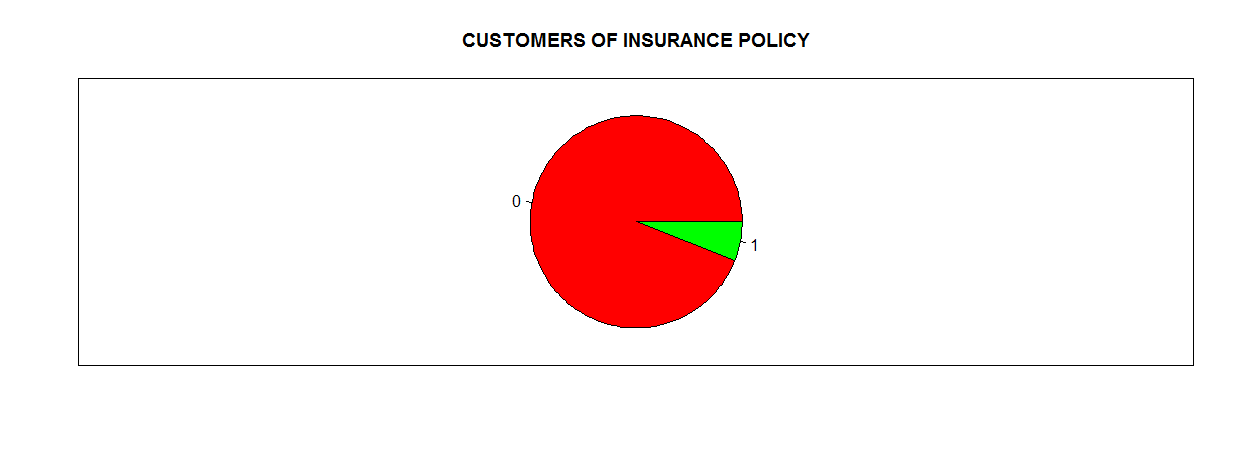 CUSTOMERS OF INSURANCE POLICY
0
1